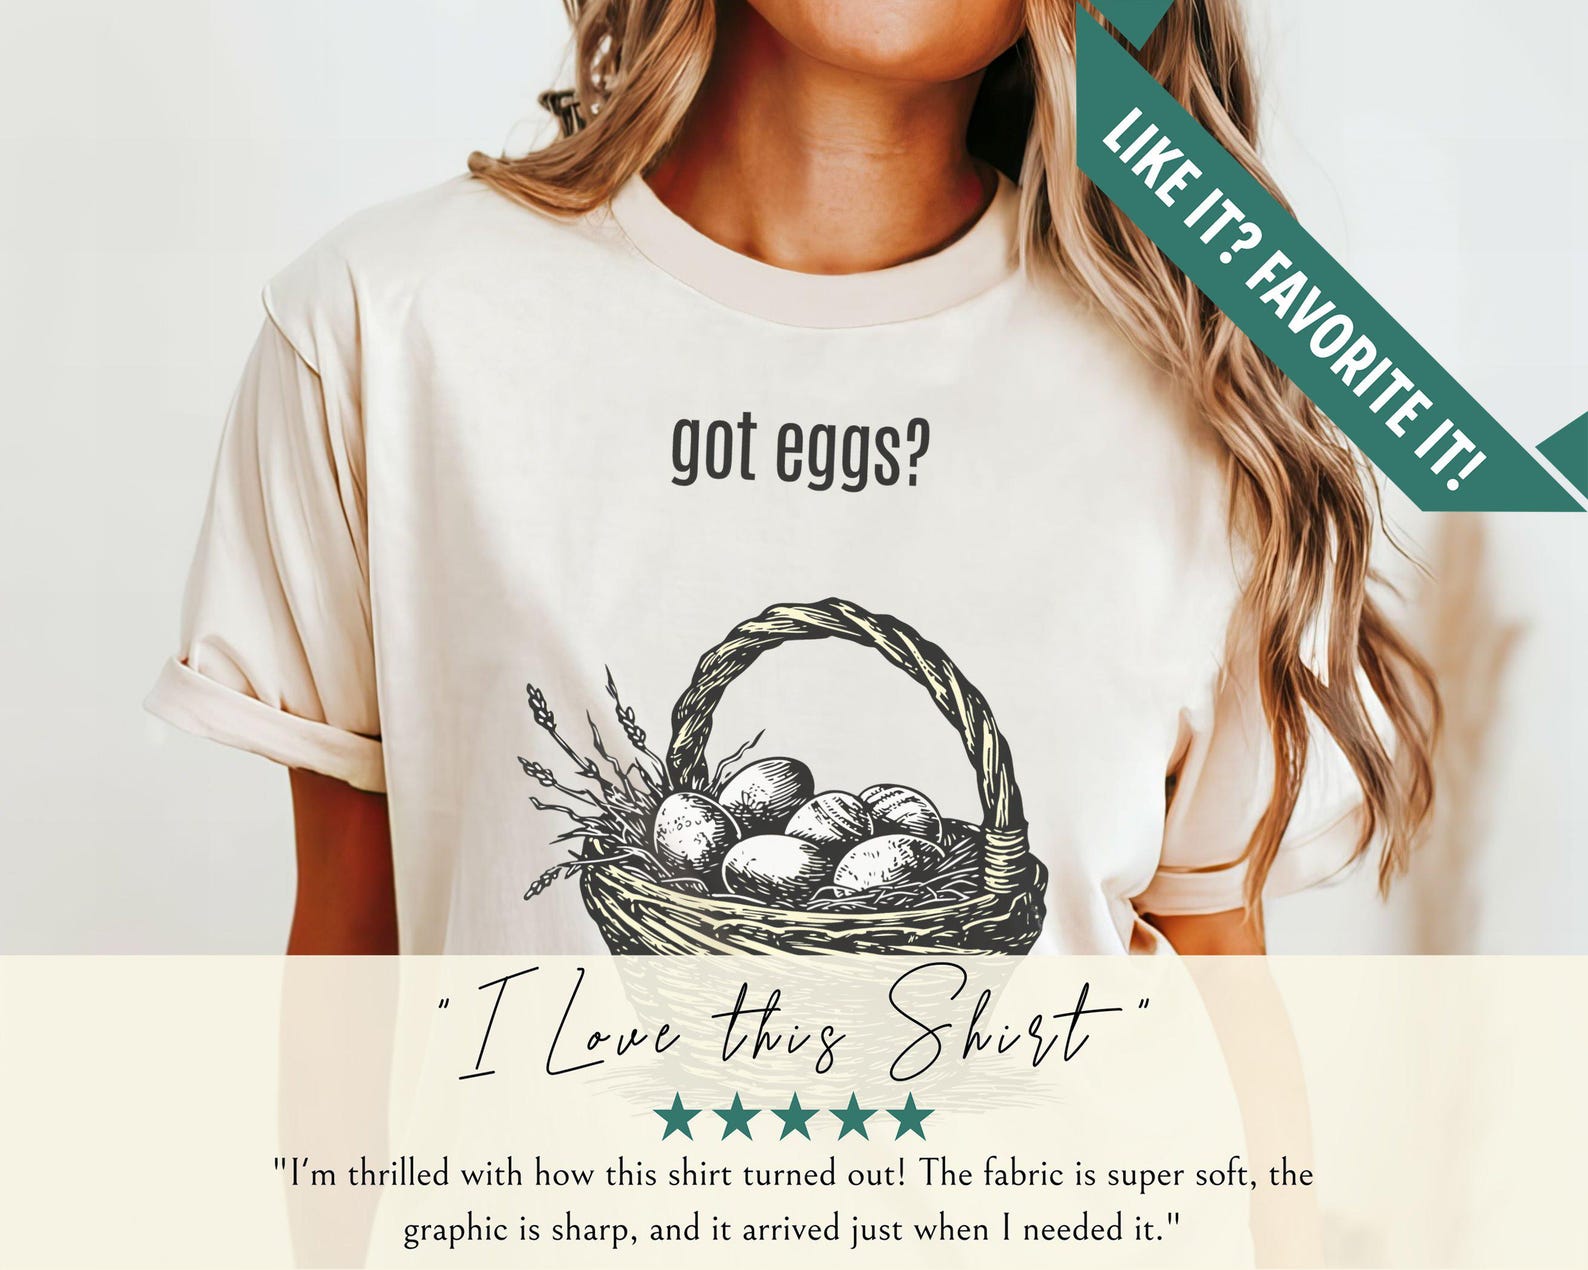 LIKE IT? FAVORITE IT!
got eggs?
"I Love this Shirt"
"I'm thrilled with how this shirt turned out! The fabric is super soft, the
graphic is sharp, and it arrived just when I needed it."